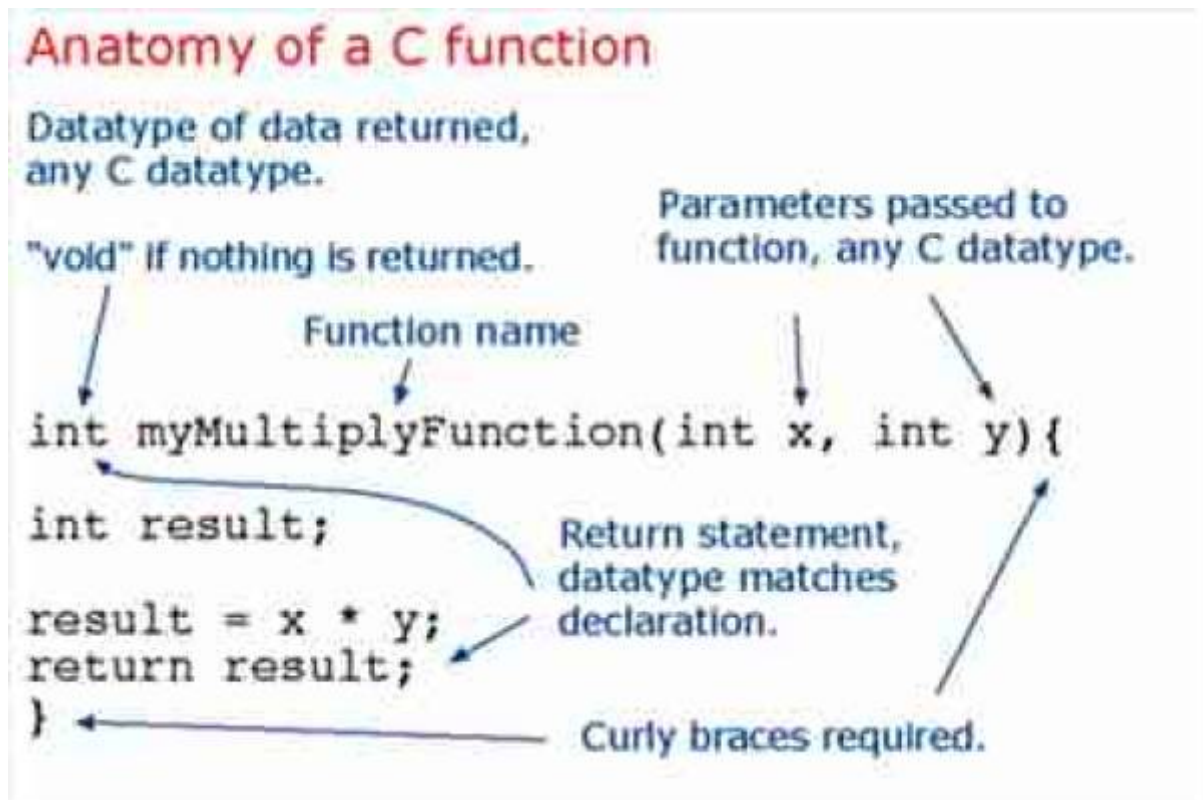 Anatomy of a C function
Datatype of data returned,
any C datatype.
"void" if nothing is returned.
Parameters passed to
function, any C datatype.
Function name
int myMultiplyFunction(int x, int y){
int result;
Return statement,
datatype matches
declaration.
result = x * y;
return result;
}
Curly braces required.